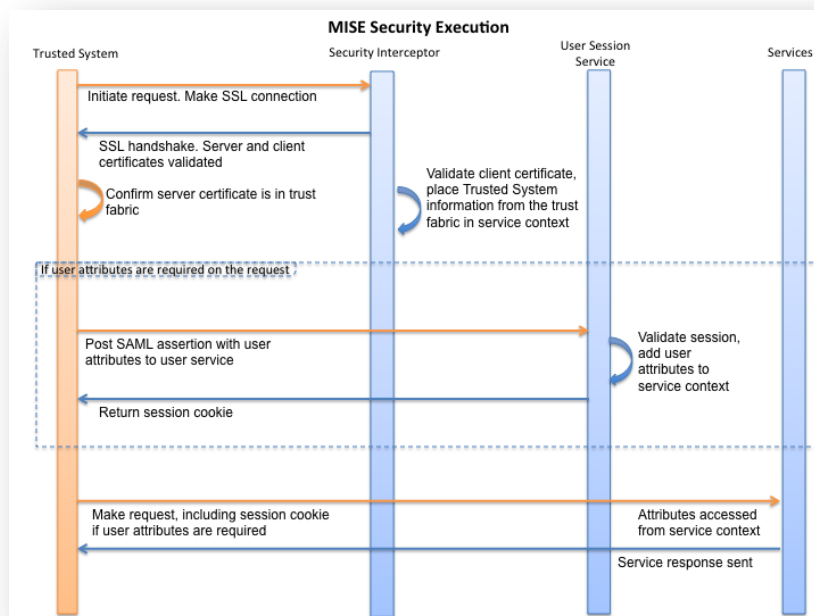 MISE Security Execution
Trusted System
Security Interceptor
User Session
Service
Services
Initiate request. Make SSL connection
SSL handshake. Server and client
certificates validated
Confirm server certificate is in trust
fabric
Validate client certificate,
place Trusted System
information from the trust
fabric in service context
If user attributes are required on the request
Post SAML assertion with user
attributes to user service
Validate session,
add user
attributes to
service context
Return session cookie
Make request, including session cookie
if user attributes are required
Attributes accessed
from service context
Service response sent